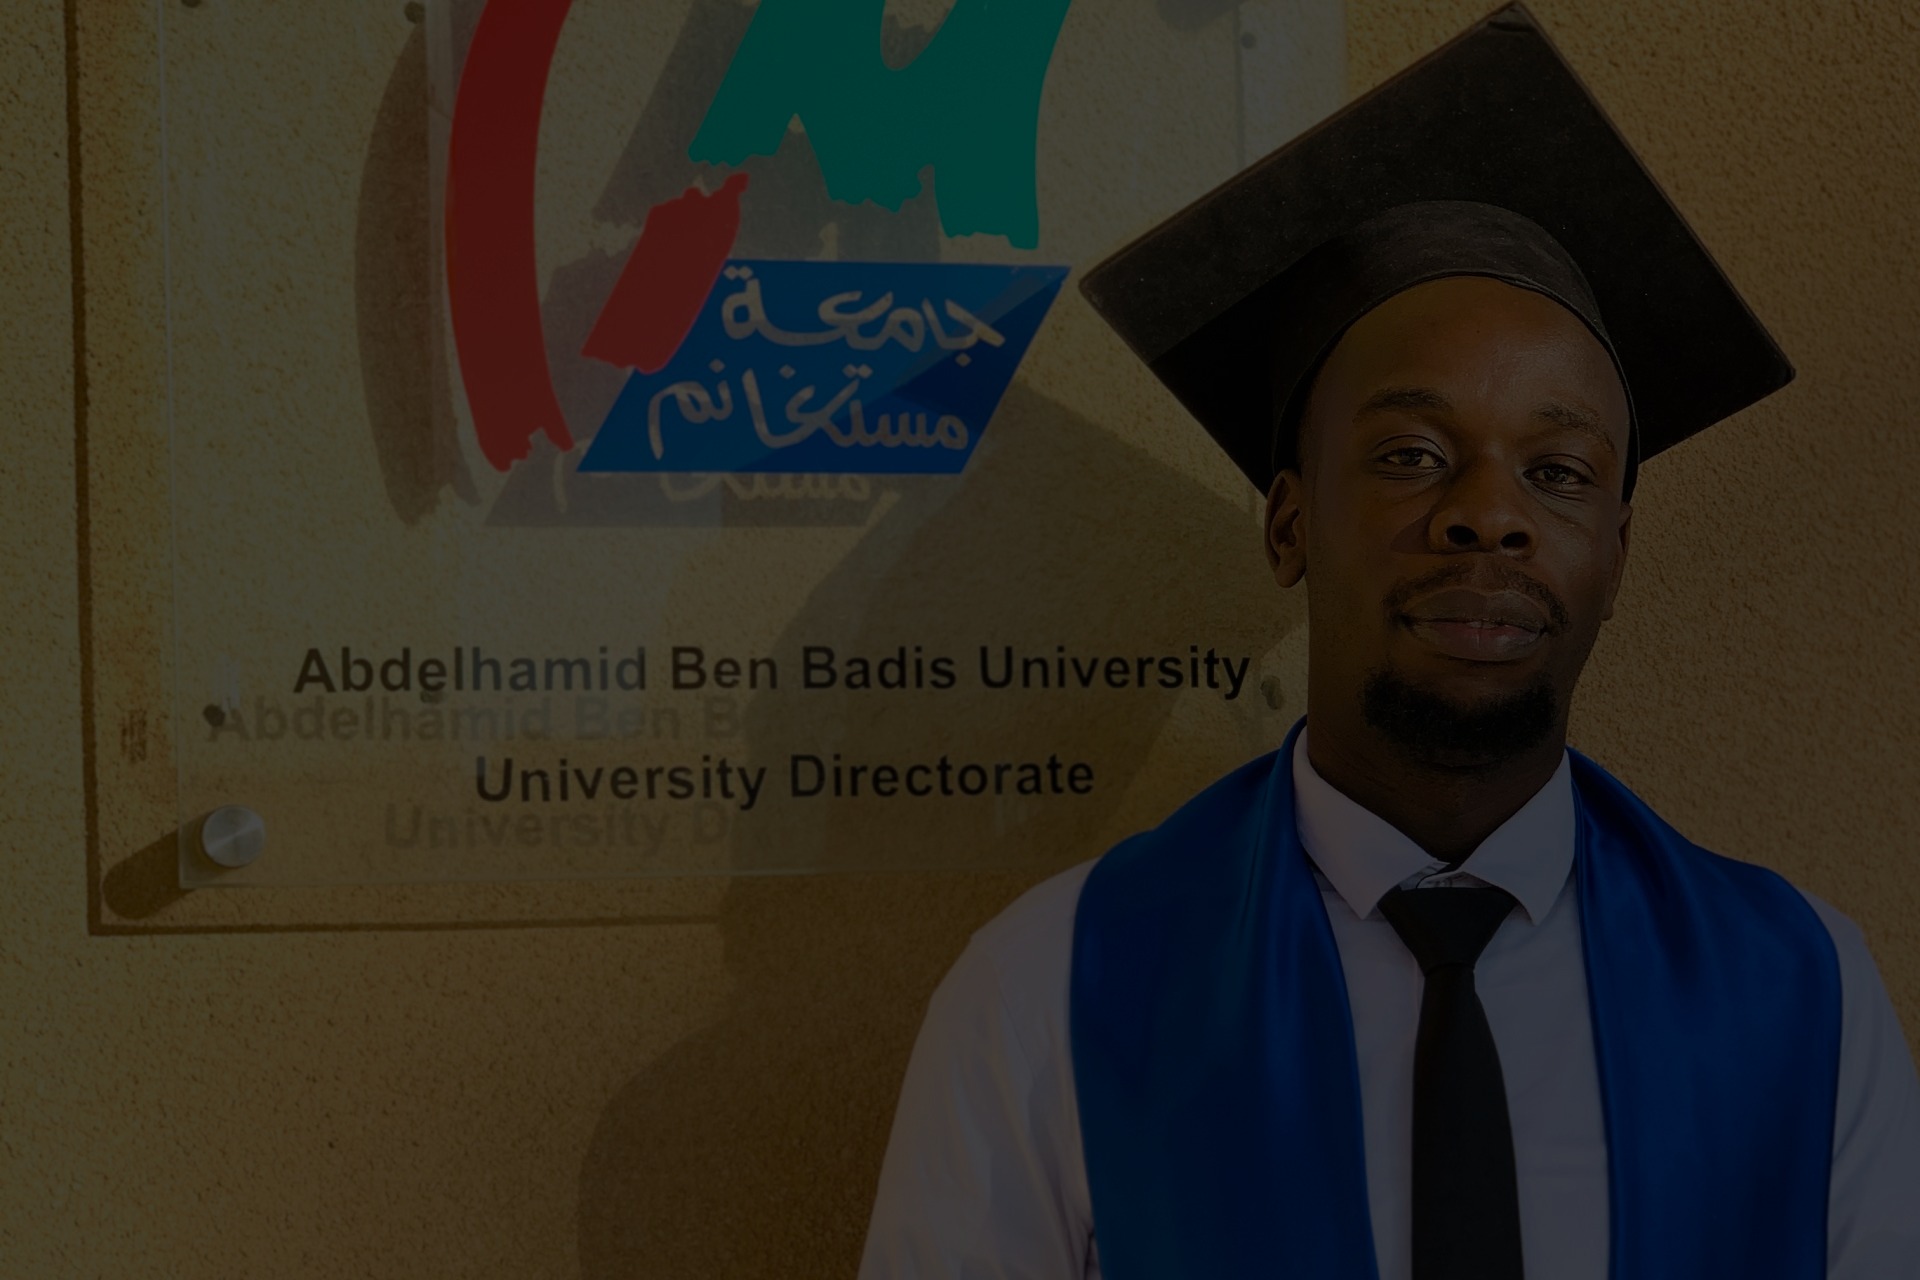 جامعة
مستغانم
Abdelhamid Ben Badis University
University Directorate